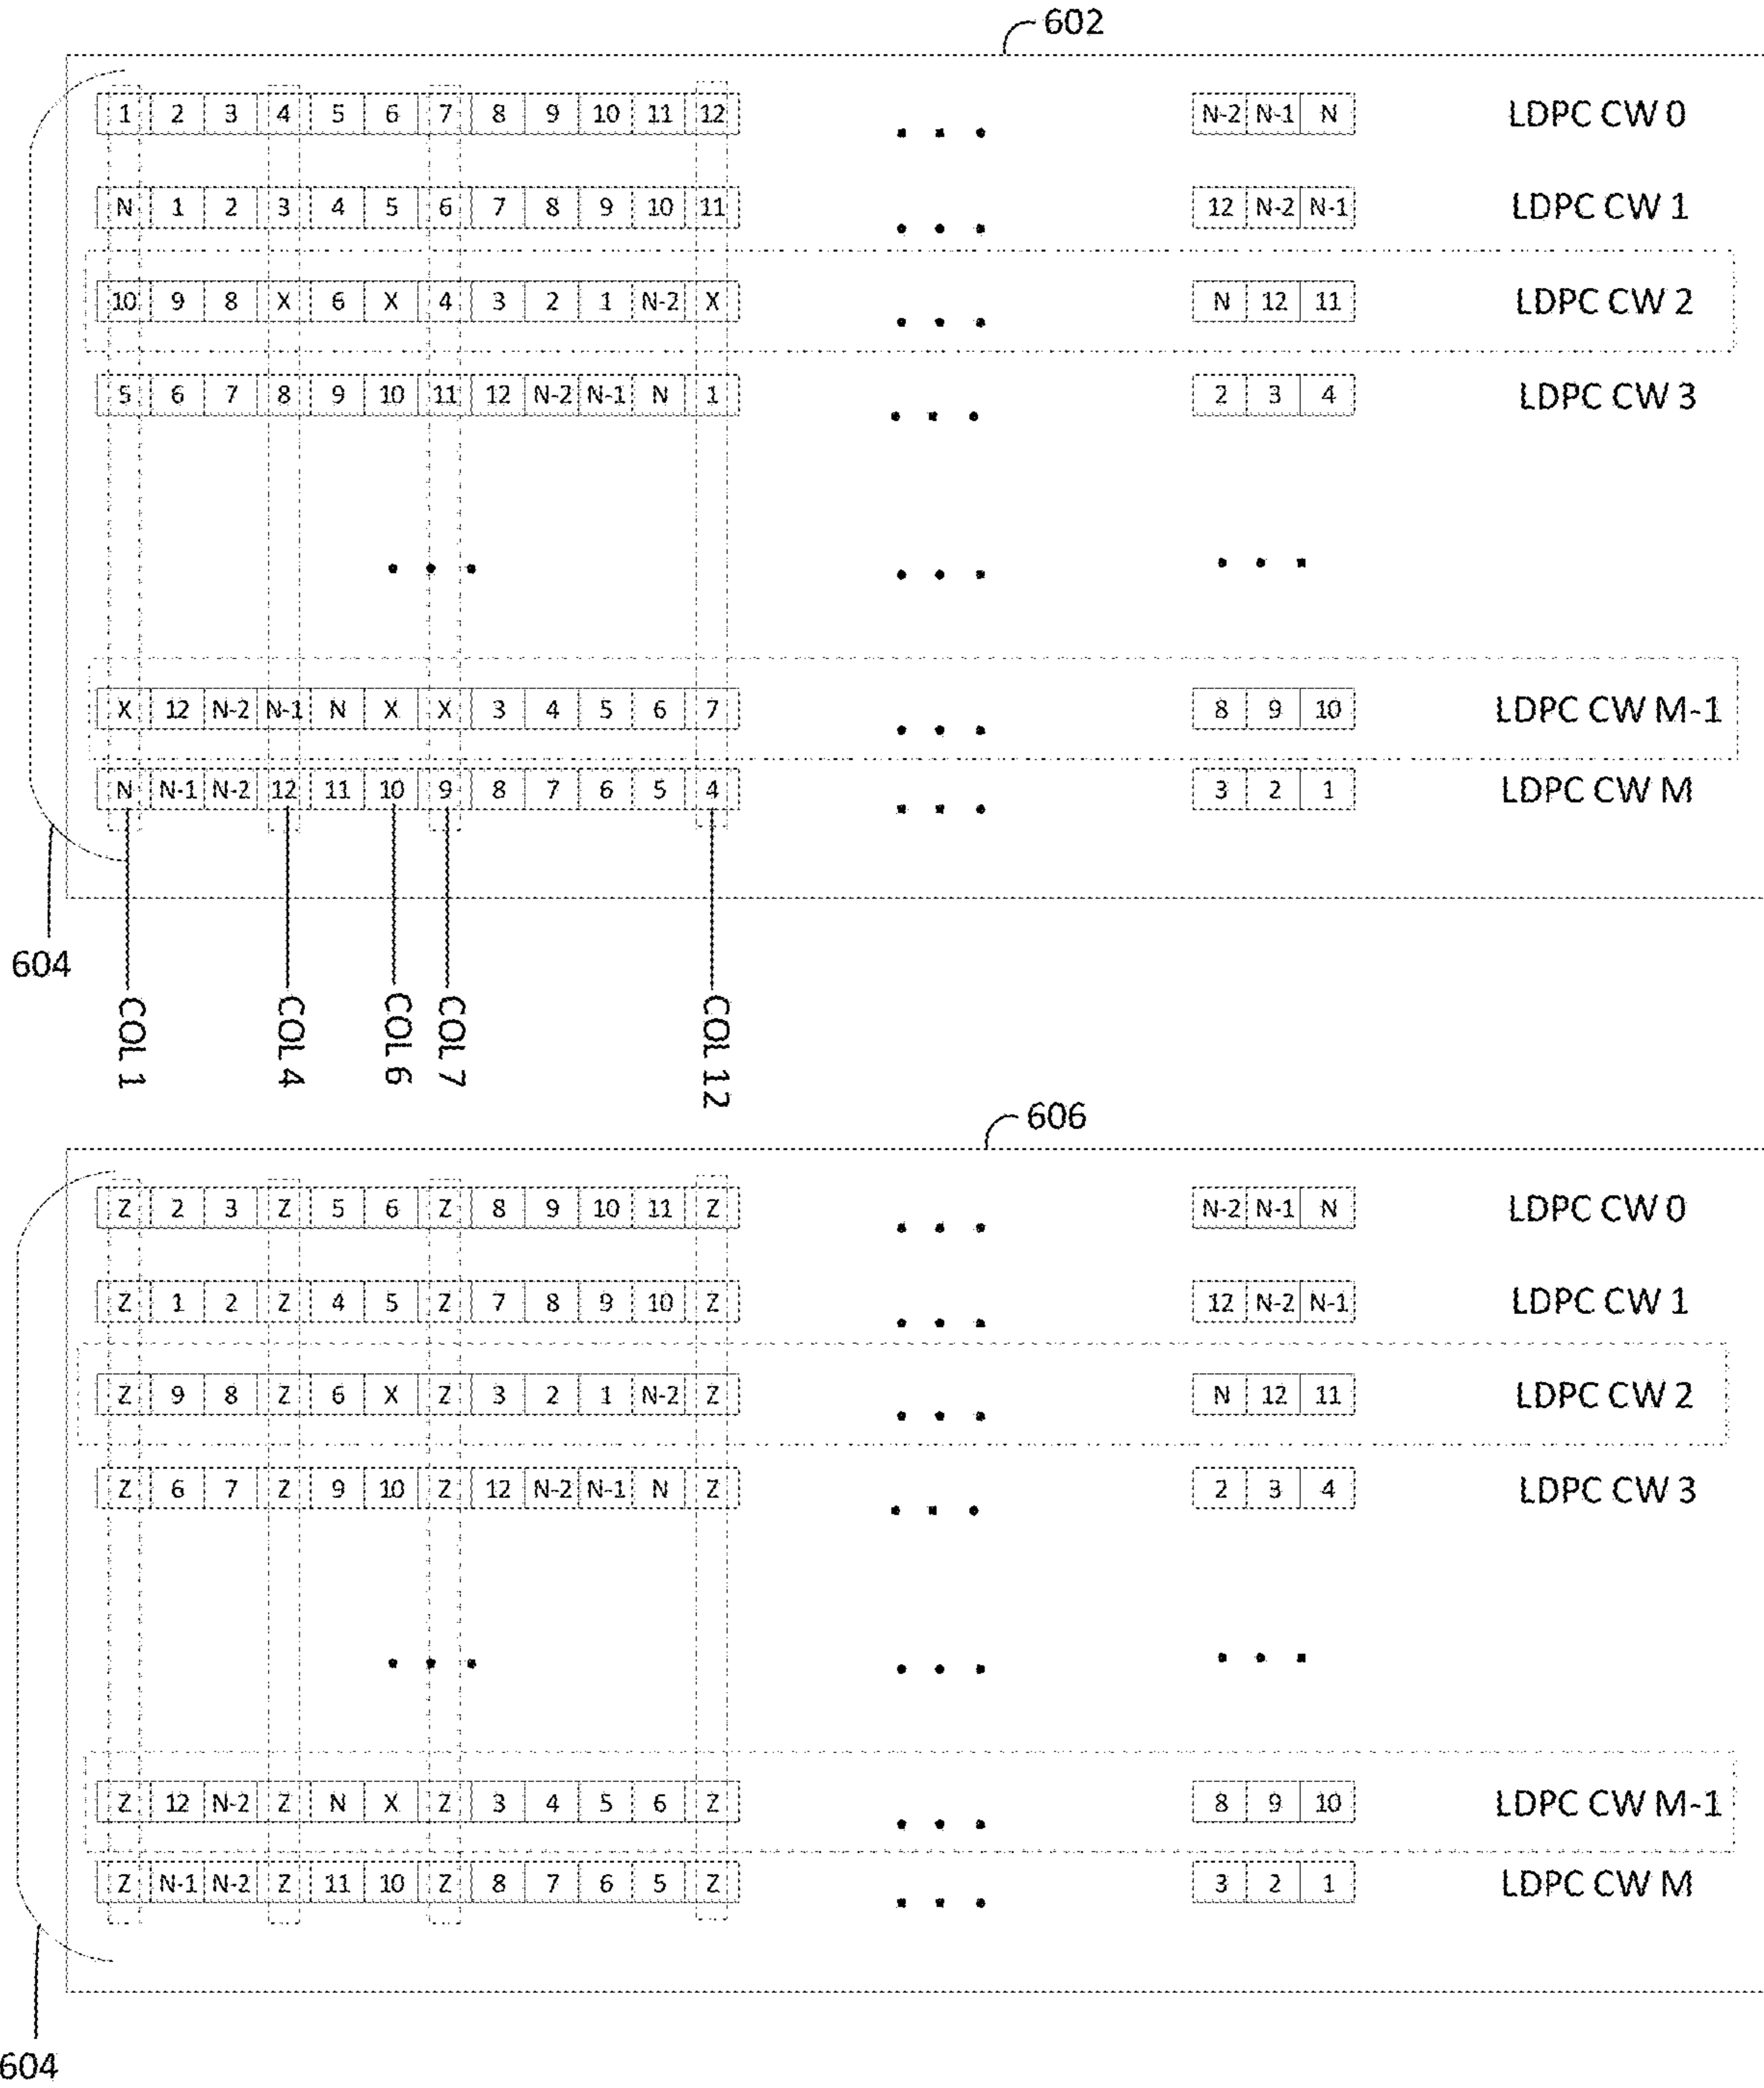 602
1 2 3 4 5 6 7 8 9 10 11 12 ... N-2 N-1 N LDPC CW 0
N 1 2 3 4 5 6 7 8 9 10 11 ... 12 N-2 N-1 LDPC CW 1
10 9 8 X 6 X 4 3 2 1 N-2 X ... N 12 11 LDPC CW 2
5 6 7 8 9 10 11 12 N-2 N-1 N 1 ... 2 3 4 LDPC CW 3
... ... ...
X 12 N-2 N-1 N X X 3 4 5 6 7 ... 8 9 10 LDPC CW M-1
N N-1 N-2 12 11 10 9 8 7 6 5 4 ... 3 2 1 LDPC CW M
604
COL 1
COL 4
COL 6
COL 7
COL 12
606
Z 2 3 Z 5 6 Z 8 9 10 11 Z ... N-2 N-1 N LDPC CW 0
Z 1 2 Z 4 5 Z 7 8 9 10 Z ... 12 N-2 N-1 LDPC CW 1
Z 9 8 Z 6 X Z 3 2 1 N-2 Z ... N 12 11 LDPC CW 2
Z 6 7 Z 9 10 Z 12 N-2 N-1 N Z ... 2 3 4 LDPC CW 3
... ... ...
Z 12 N-2 Z N X Z 3 4 5 6 Z ... 8 9 10 LDPC CW M-1
Z N-1 N-2 Z 11 10 Z 8 7 6 5 Z ... 3 2 1 LDPC CW M
604